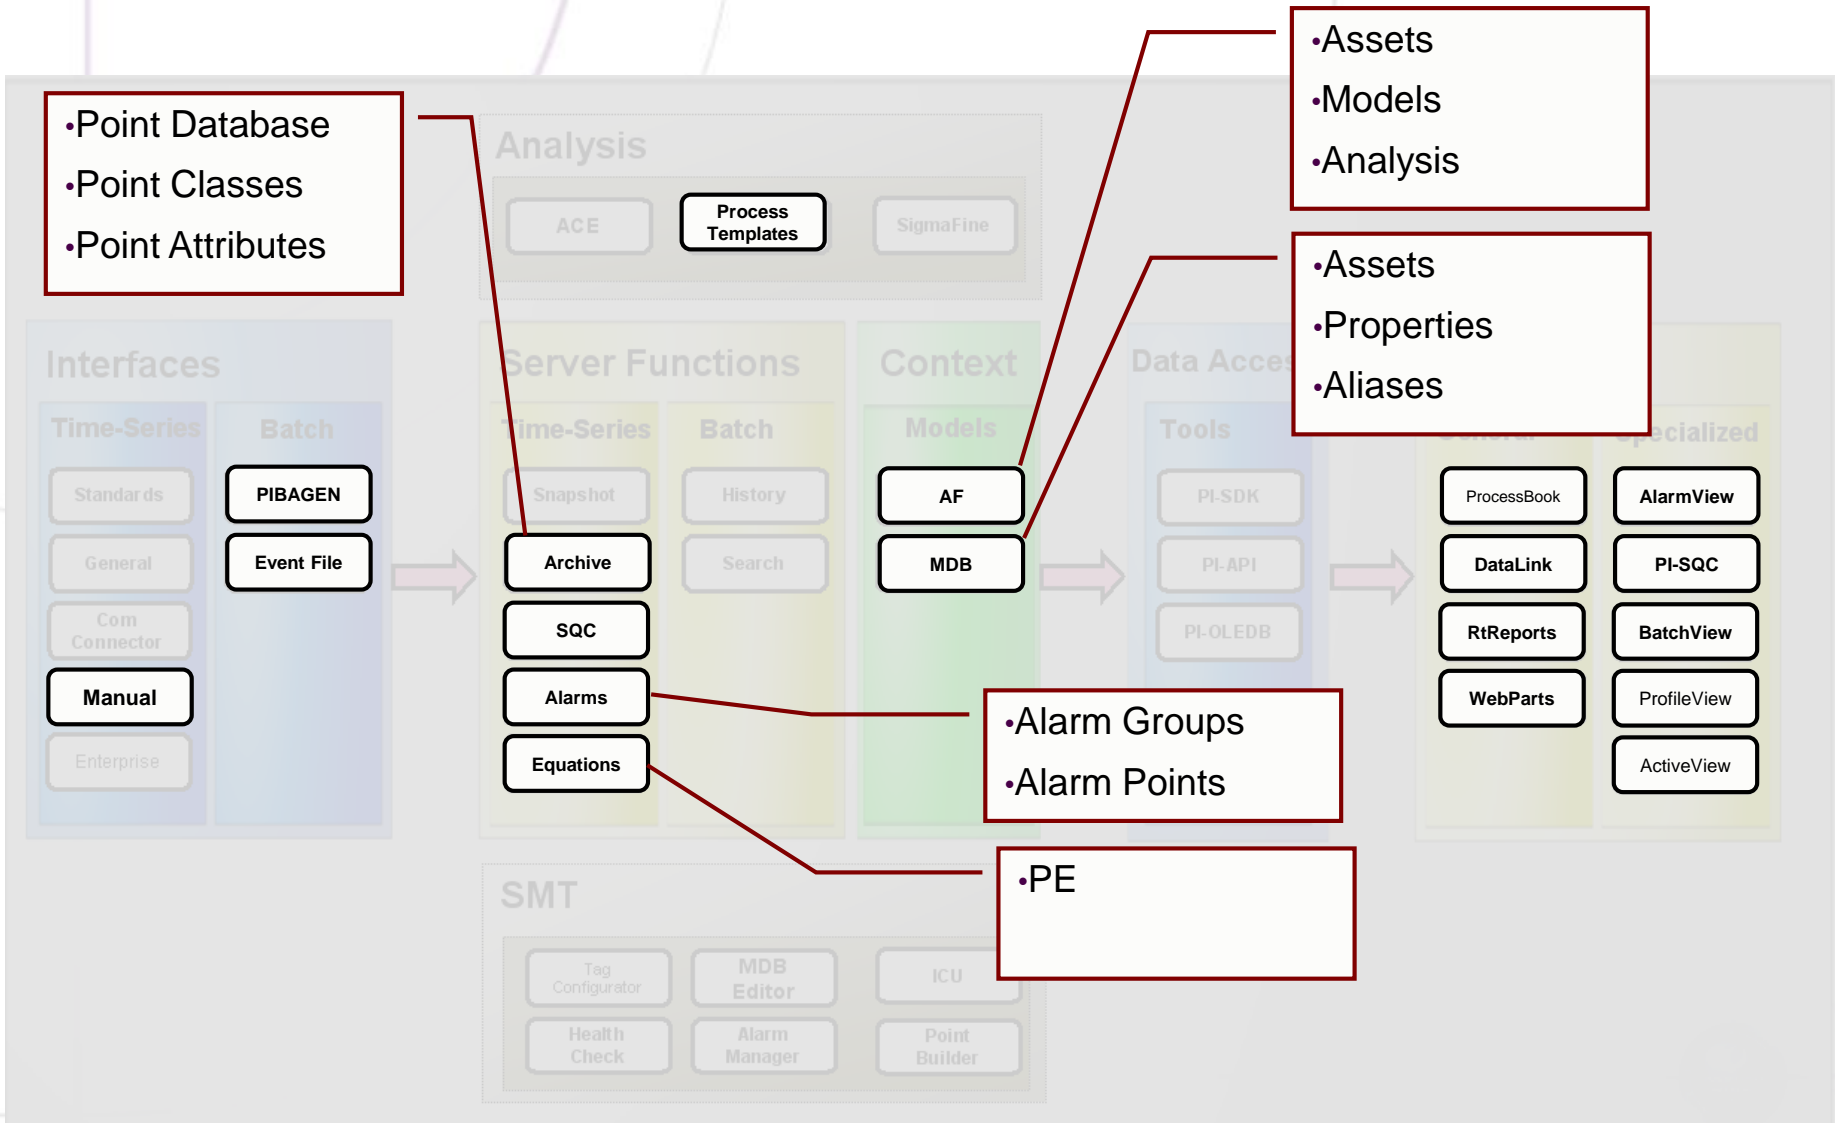 •Assets
•Models
•Analysis
•Point Database
•Point Classes
•Point Attributes
Analysis
ACE
Process
Templates
SigmaFine
•Assets
•Properties
•Aliases
Interfaces
Time-Series
Batch
Standards
General
Com
Connector
Manual
Enterprise
PIBAGEN
Event File
Server Functions
Time-Series
Batch
Snapshot
Archive
SQC
Alarms
Equations
History
Search
Context
Models
AF
MDB
Data Acces
Tools
PI-SDK
PI-API
PI-OLEDB
Specialized
ProcessBook
DataLink
RtReports
WebParts
AlarmView
PI-SQC
BatchView
ProfileView
ActiveView
•Alarm Groups
•Alarm Points
•PE
SMT
Tag
Configurator
MDB
Editor
ICU
Health
Check
Alarm
Manager
Point
Builder